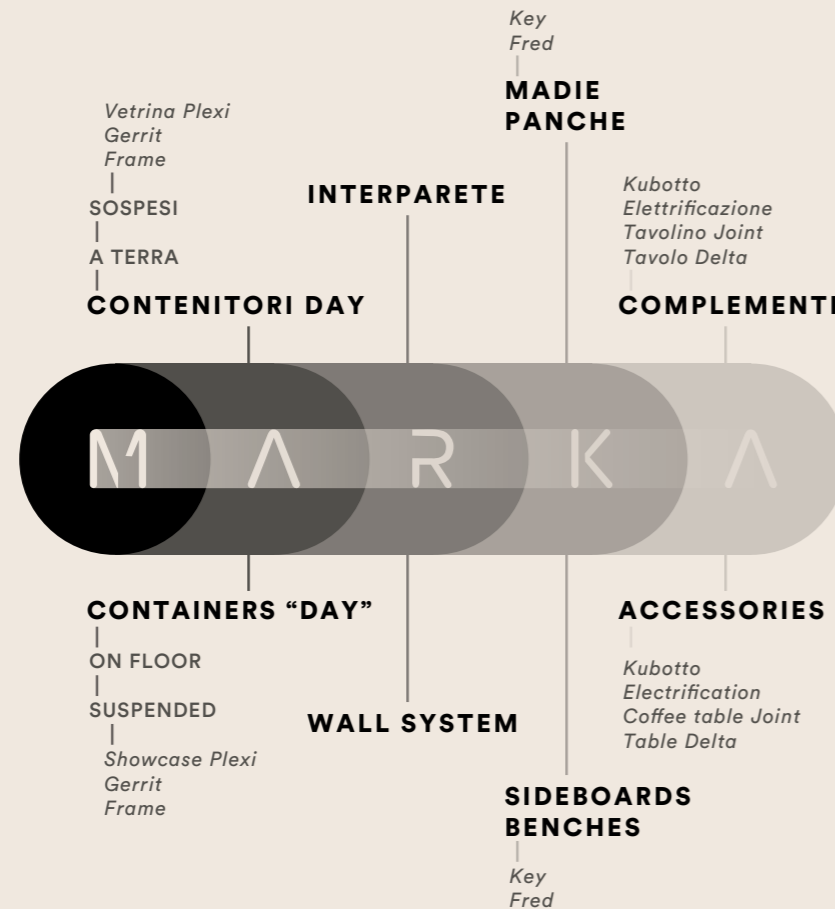 Key
Fred
MADIE
PANCHE
Vetrina Plexi
Gerrit
Frame
SOSPESI
A TERRA
CONTENITORI DAY
INTERPARETE
Kubotto
Elettrificazione
Tavolino Joint
Tavolo Delta
COMPLEMENTI
MARKA
CONTAINERS “DAY”
ON FLOOR
SUSPENDED
Showcase Plexi
Gerrit
Frame
WALL SYSTEM
ACCESSORIES
Kubotto
Electrification
Coffee table Joint
Table Delta
SIDEBOARDS
BENCHES
Key
Fred